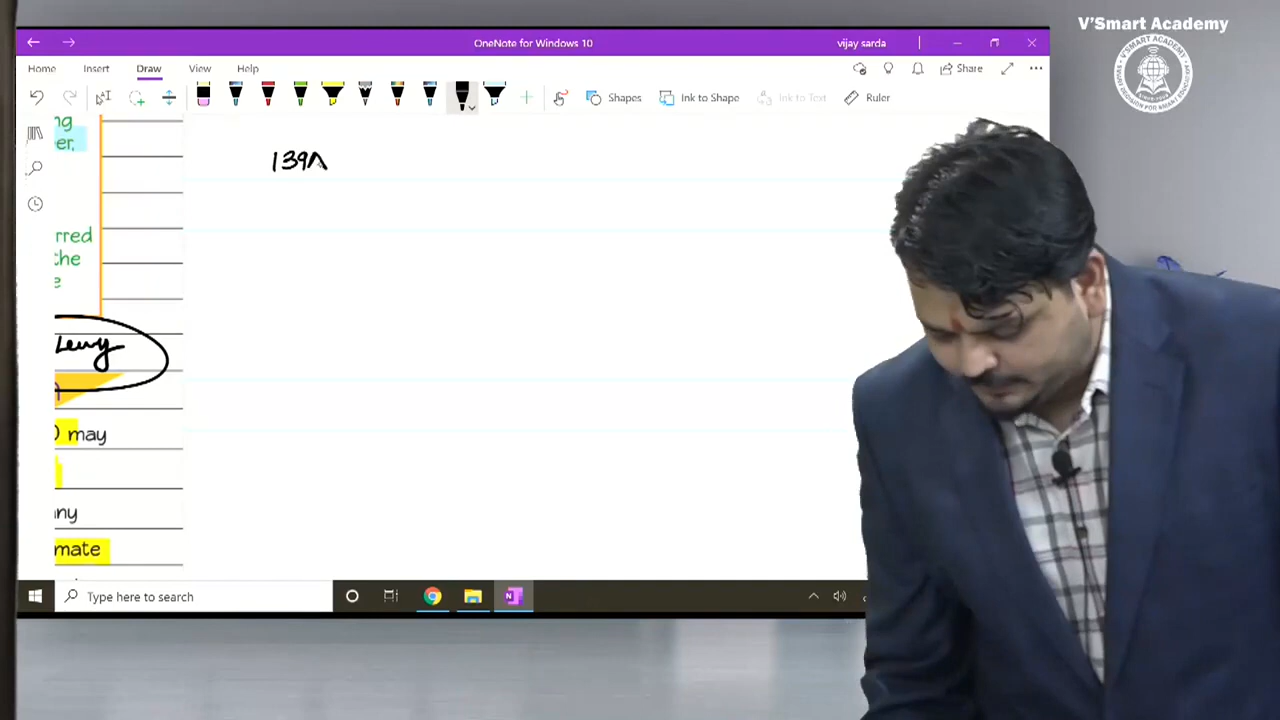 V'Smart Academy
OneNote for Windows 10
vijay sarda
Home Insert Draw View Help
Share
Shapes Ink to Shape Ink to Text Ruler
ng
er,
139A
rred
the
e
Levy
) may
any
mate
Type here to search